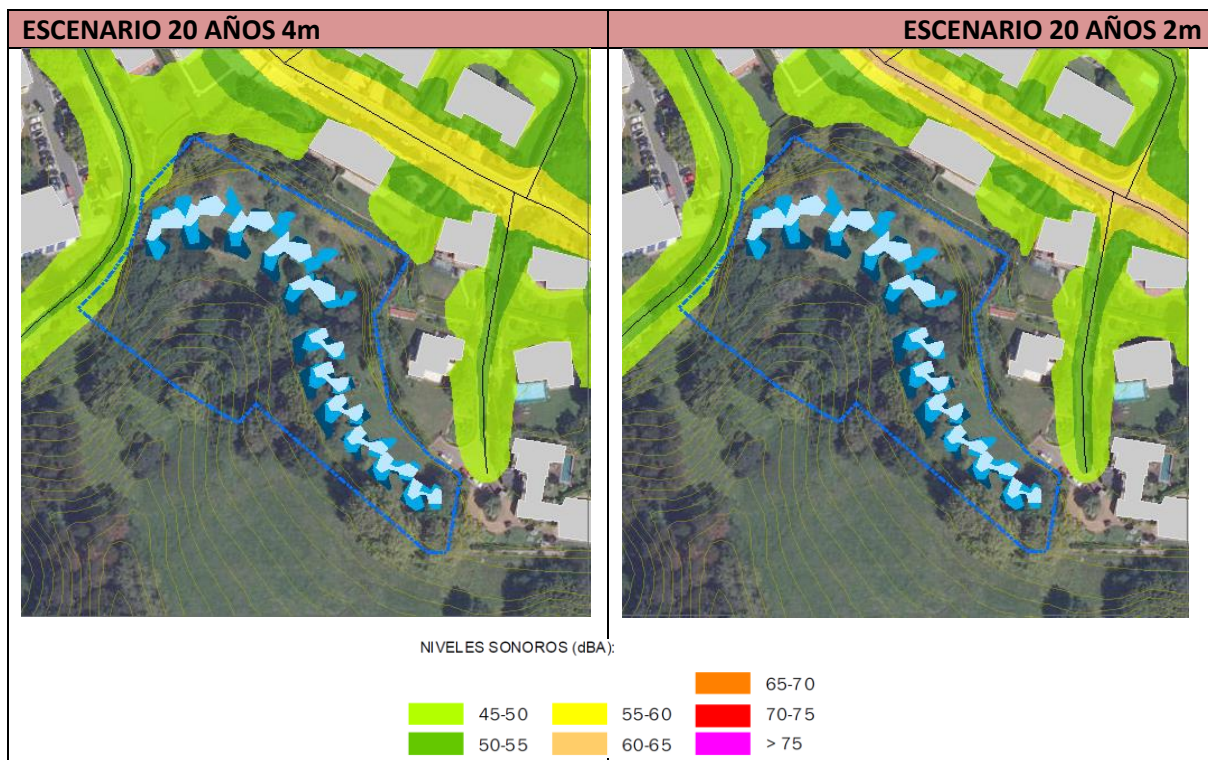 ESCENARIO 20 AÑOS 4m
ESCENARIO 20 AÑOS 2m
NIVELES SONOROS (dBA):
45-50
50-55
55-60
60-65
65-70
70-75
> 75